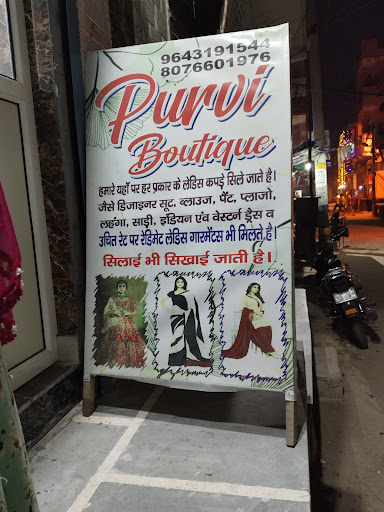 9643191544
8076601976
Purvi
Boutique
हमारे यहाँ पर हर प्रकार के लेडिस कपड़े सिले जाते है।
जैसे डिजाइनर सूट, ब्लाउज, पैंट, प्लाजो,
लहंगा, साड़ी, इंडियन एंव वेस्टर्न ड्रैस व
उचित रेट पर रेडिमेट लेडिस गारमेंटस भी मिलते है।
सिलाई भी सिखाई जाती है।